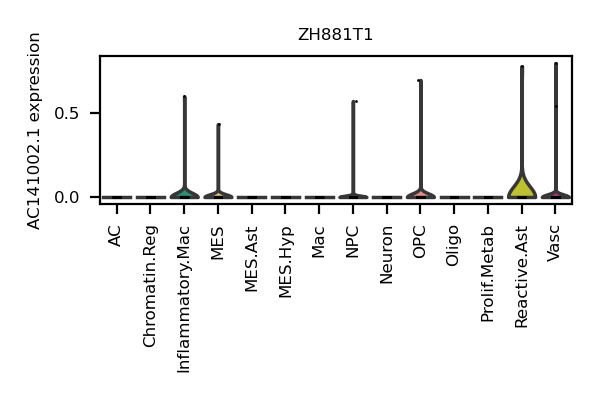 ZH881T1
AC141002.1 expression
0.5
0.0
AC
Chromatin.Reg
Inflammatory.Mac
MES
MES.Ast
MES.Hyp
Mac
NPC
Neuron
OPC
Oligo
Prolif.Metab
Reactive.Ast
Vasc